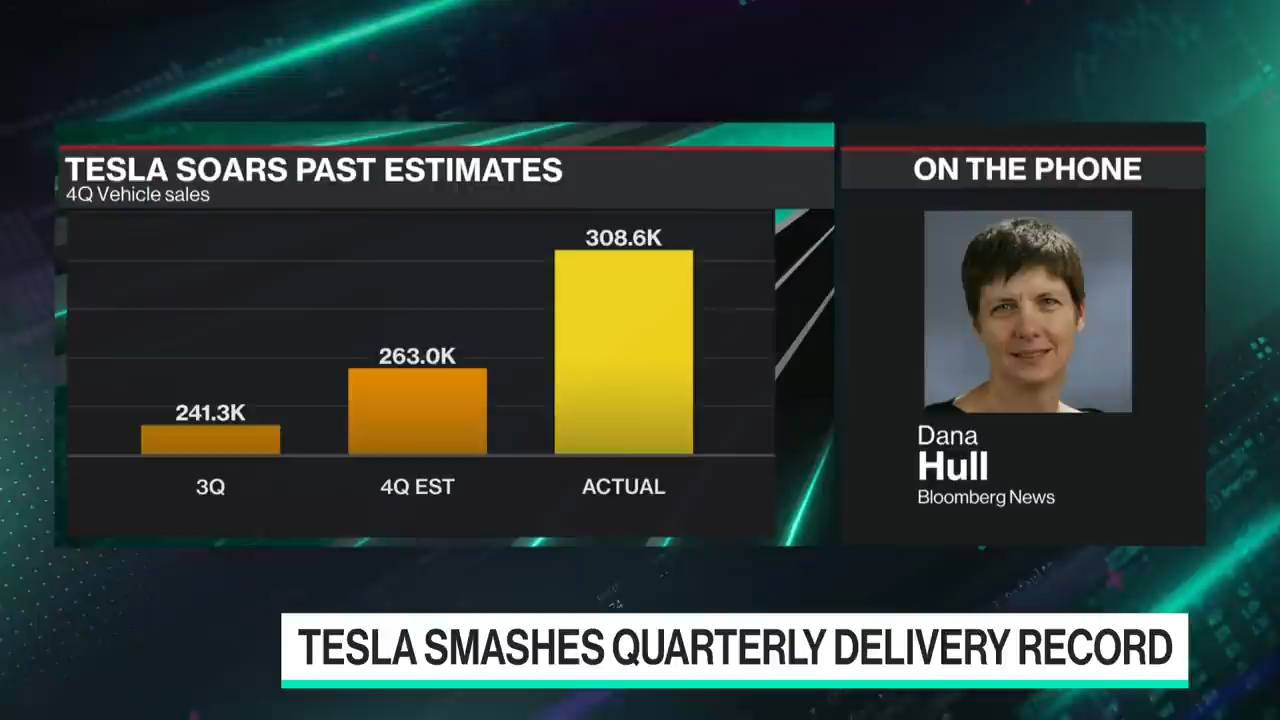 TESLA SOARS PAST ESTIMATES
4Q Vehicle sales
308.6K
263.0K
241.3K
3Q
4Q EST
ACTUAL
ON THE PHONE
Dana
Hull
Bloomberg News
TESLA SMASHES QUARTERLY DELIVERY RECORD